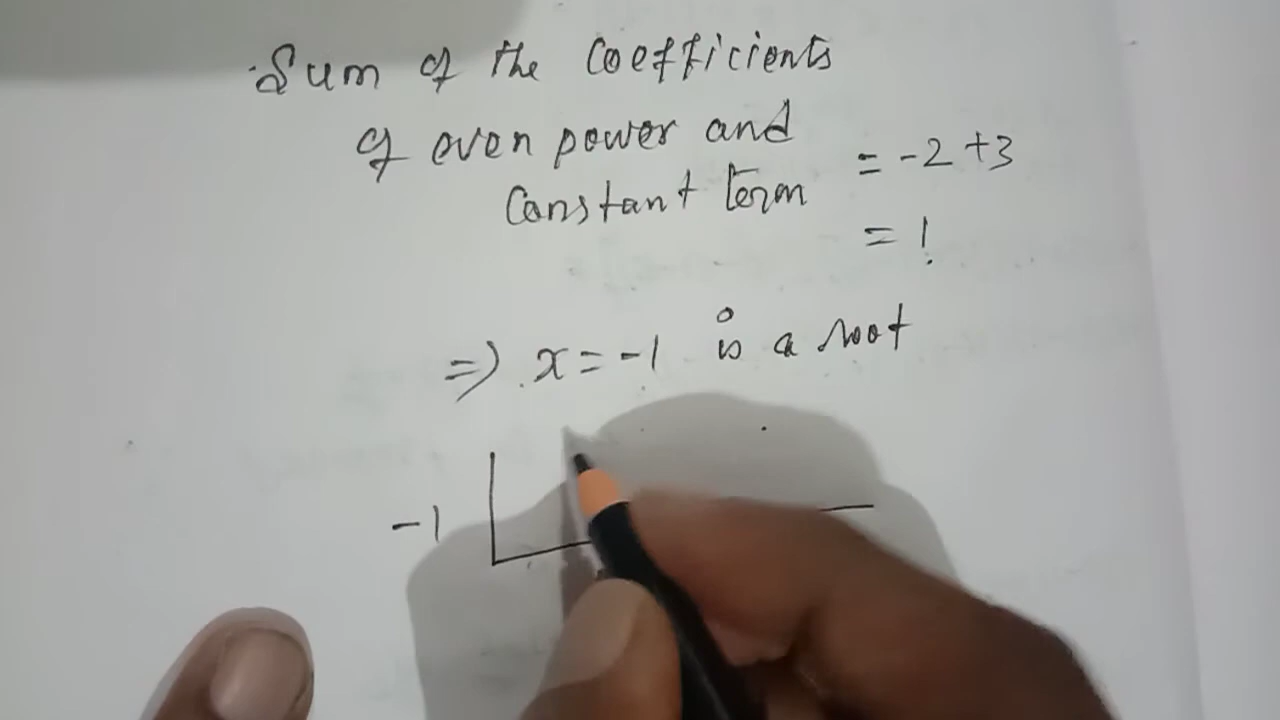 Sum of the coefficients
of even power and
Constant term = -2 +3
= 1
=> x = -1 is a root
-1